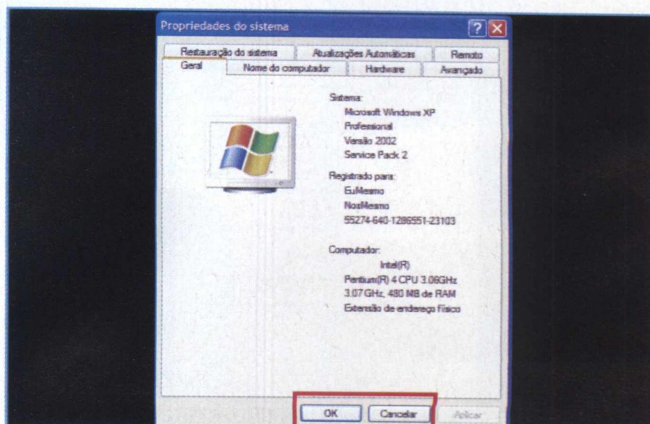 Propriedades do sistema
Restauração do sistema Atualizações Automáticas Remoto
Geral Nome do computador Hardware Avançado
Sistema:
Microsoft Windows XP
Professional
Versão 2002
Service Pack 2
Registrado para:
EuMesmo
NosMesmo
55274-640-1286551-23103
Computador:
Intel(R)
Pentium(R) 4 CPU 3.06GHz
3.07 GHz, 480 MB de RAM
Extensão de endereço físico
OK Cancelar Aplicar